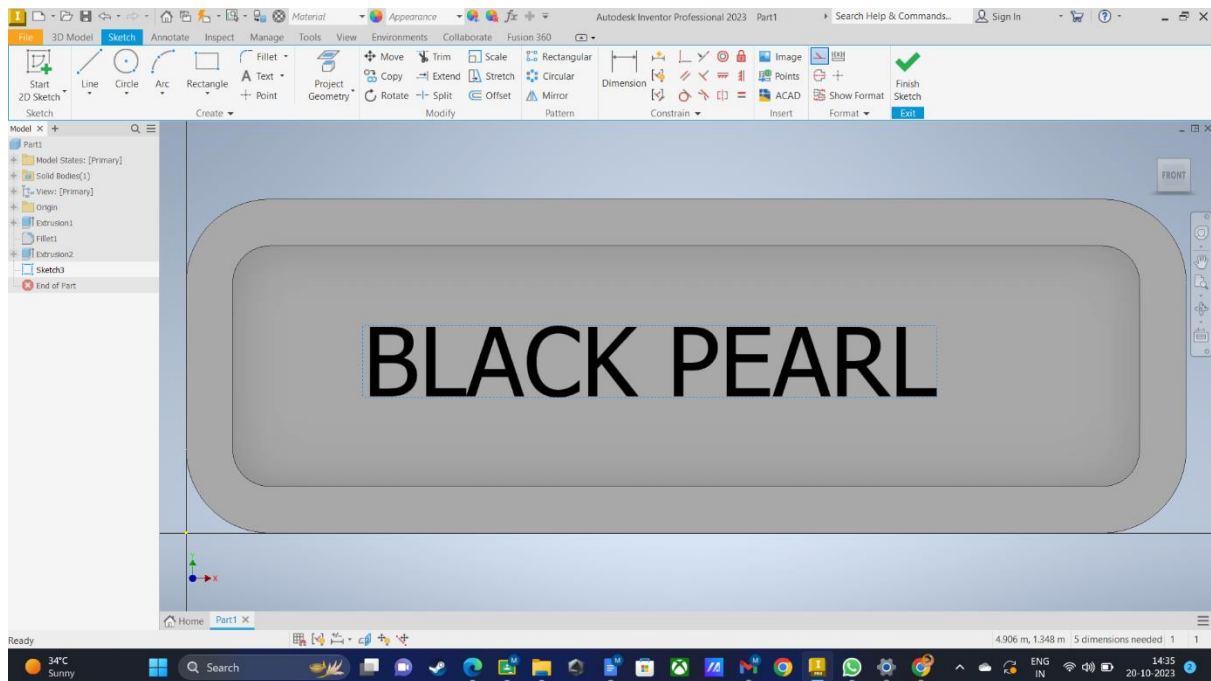 Material
Appearance
Autodesk Inventor Professional 2023 Part1
Search Help & Commands...
Sign In
File 3D Model Sketch Annotate Inspect Manage Tools View Environments Collaborate Fusion 360
Start 2D Sketch
Line
Circle
Arc
Rectangle
Fillet
Text
Point
Project Geometry
Move
Copy
Rotate
Trim
Extend
Split
Scale
Stretch
Offset
Rectangular
Circular
Mirror
Dimension
Image
Points
ACAD
Show Format
Finish Sketch
Sketch Create Modify Pattern Constrain Insert Format Exit
Model
Part1
Model States: [Primary]
Solid Bodies(1)
View: [Primary]
Origin
Extrusion1
Fillet1
Extrusion2
Sketch3
End of Part
FRONT
BLACK PEARL
Y
X
Home Part1
Ready
4.906 m, 1.348 m 5 dimensions needed 1 1
34°C
Sunny
Search
ENG
IN
14:35
20-10-2023
2